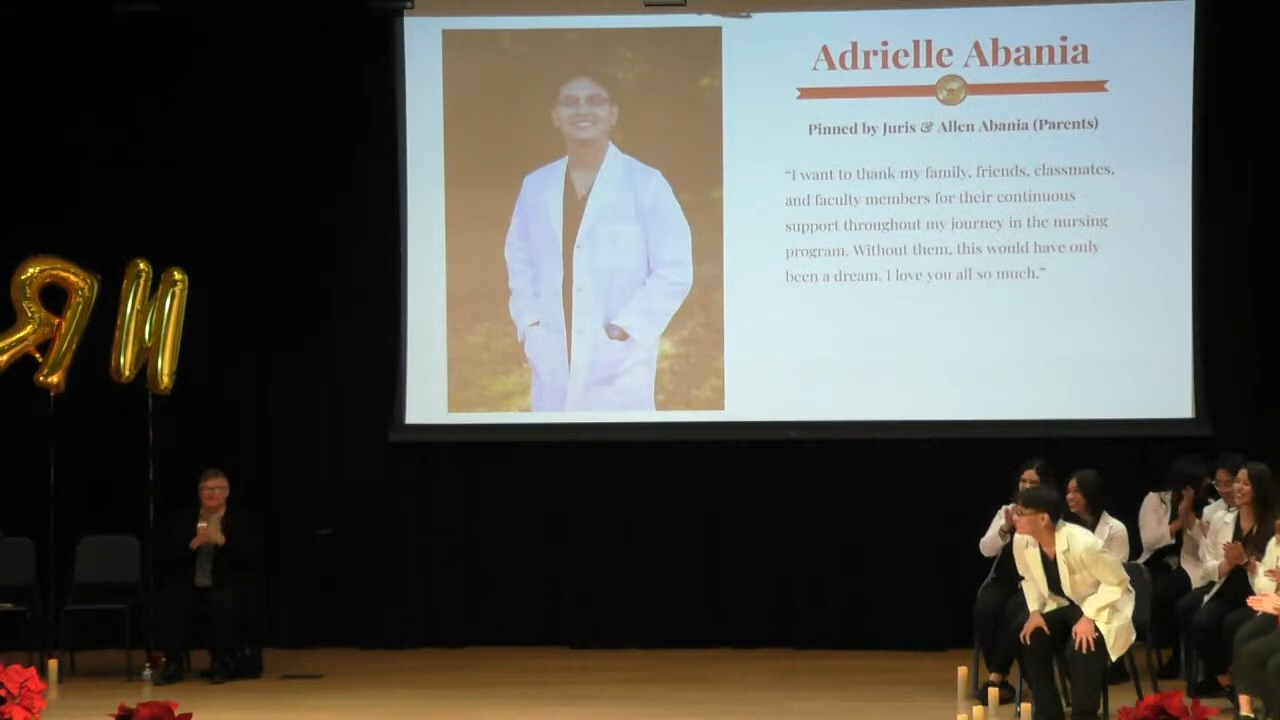 Adrielle Abania
Pinned by Juris & Allen Abania (Parents)
“I want to thank my family, friends, classmates,
and faculty members for their continuous
support throughout my journey in the nursing
program. Without them, this would have only
been a dream. I love you all so much.”
R N